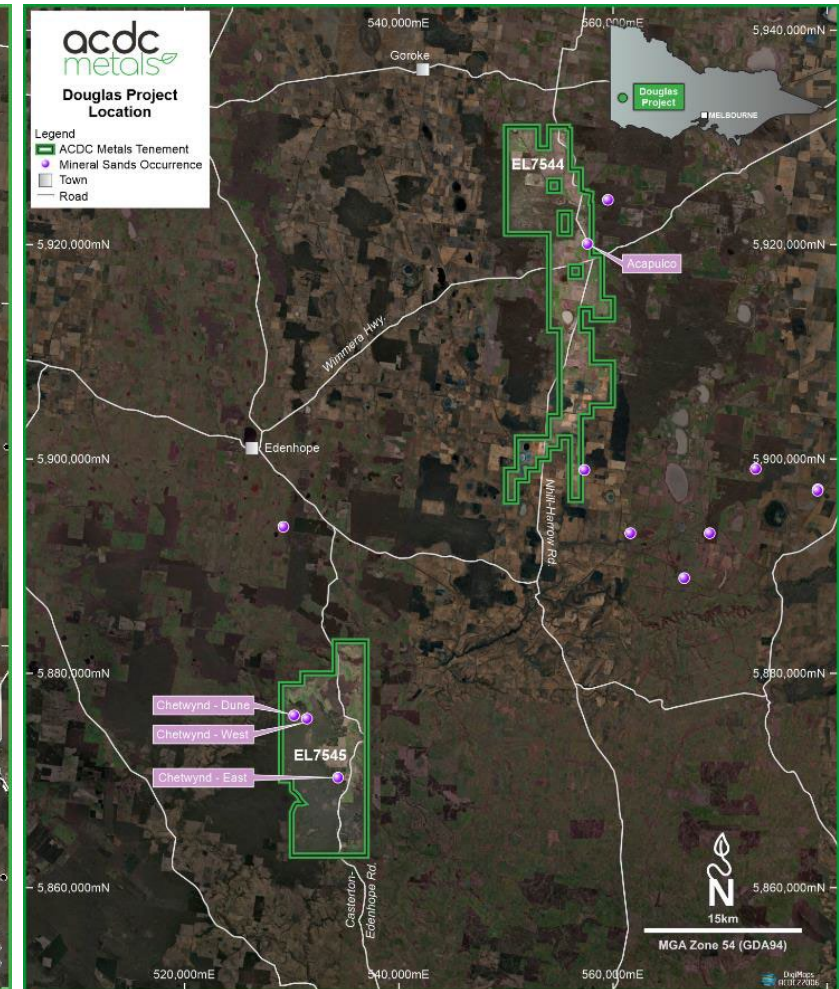 acdc
metals
Douglas Project
Location
Legend
ACDC Metals Tenement
Mineral Sands Occurrence
Town
Road
540,000mE
560,000mE
5,940,000mN
Goroke
Douglas
Project
MELBOURNE
EL7544
5,920,000mN
5,920,000mN
Acapulco
Wimmera Hwy.
Edenhope
5,900,000mN
5,900,000mN
Nhill-Harrow Rd.
5,880,000mN
5,880,000mN
Chetwynd - Dune
Chetwynd - West
EL7545
Chetwynd - East
5,860,000mN
5,860,000mN
Casterton-
Edenhope Rd.
N
15km
MGA Zone 54 (GDA94)
520,000mE
540,000mE
560,000mE
DigiMaps